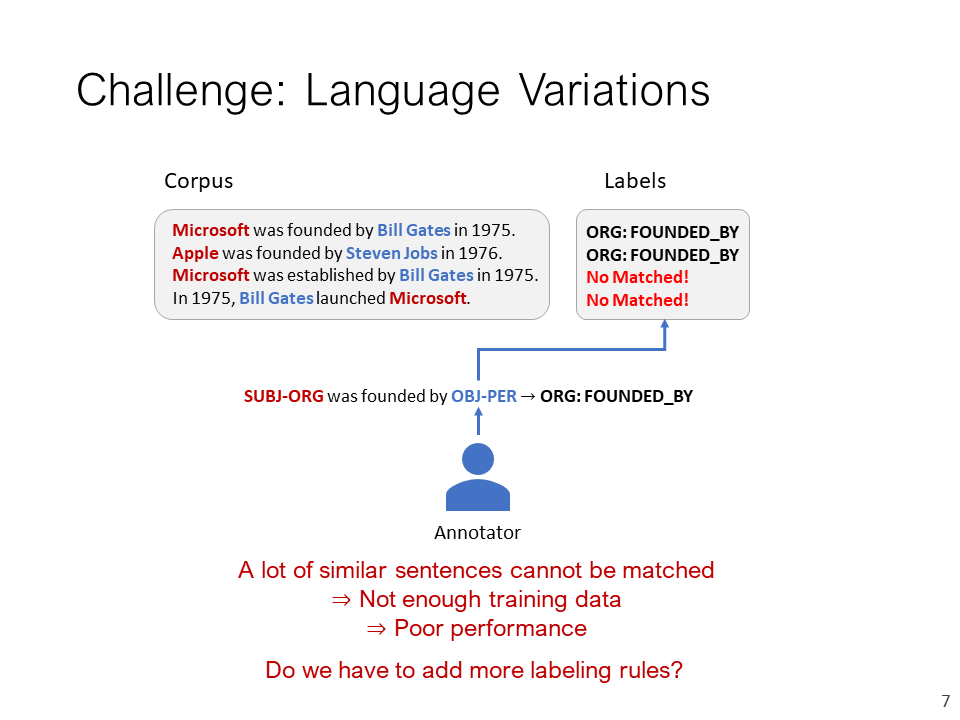 Challenge: Language Variations
Corpus
Labels
Microsoft was founded by Bill Gates in 1975.
Apple was founded by Steven Jobs in 1976.
Microsoft was established by Bill Gates in 1975.
In 1975, Bill Gates launched Microsoft.
ORG: FOUNDED_BY
ORG: FOUNDED_BY
No Matched!
No Matched!
SUBJ-ORG was founded by OBJ-PER → ORG: FOUNDED_BY
Annotator
A lot of similar sentences cannot be matched
⇒ Not enough training data
⇒ Poor performance
Do we have to add more labeling rules?
7